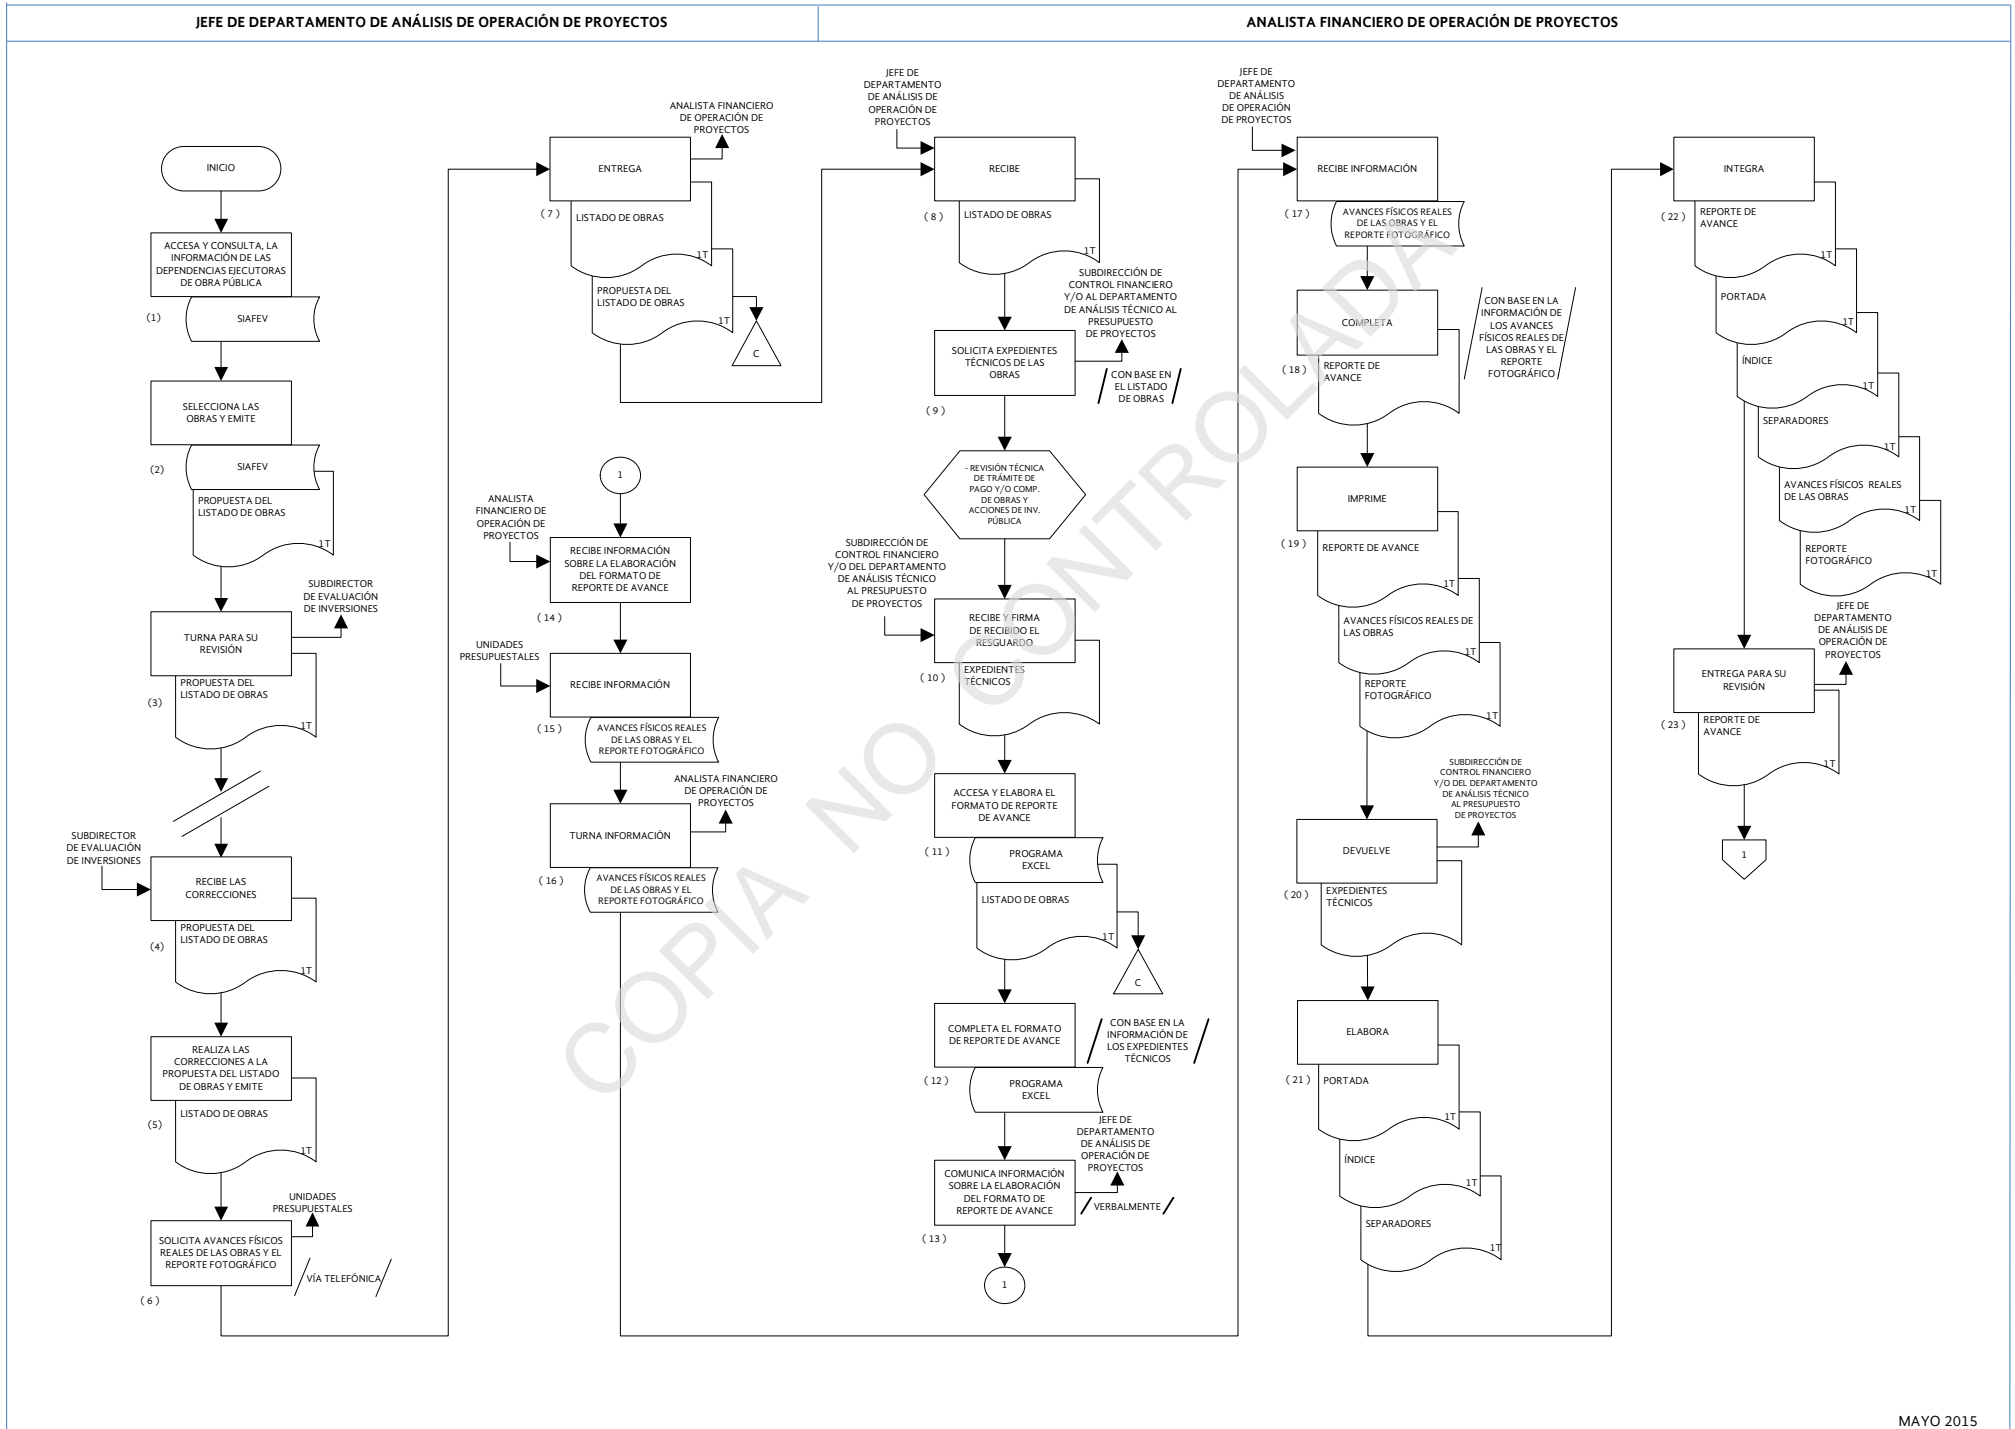 JEFE DE DEPARTAMENTO DE ANÁLISIS DE OPERACIÓN DE PROYECTOS
ANALISTA FINANCIERO DE OPERACIÓN DE PROYECTOS
INICIO
ACCESA Y CONSULTA, LA
INFORMACIÓN DE LAS
DEPENDENCIAS EJECUTORAS
DE OBRA PÚBLICA
(1)
SIAFEV
SELECCIONA LAS
OBRAS Y EMITE
(2)
SIAFEV
PROPUESTA DEL
LISTADO DE OBRAS
1T
SUBDIRECTOR
DE EVALUACIÓN
DE INVERSIONES
TURNA PARA SU
REVISIÓN
(3)
PROPUESTA DEL
LISTADO DE OBRAS
1T
SUBDIRECTOR
DE EVALUACIÓN
DE INVERSIONES
RECIBE LAS
CORRECCIONES
(4)
PROPUESTA DEL
LISTADO DE OBRAS
1T
REALIZA LAS
CORRECCIONES A LA
PROPUESTA DEL LISTADO
DE OBRAS Y EMITE
(5)
LISTADO DE OBRAS
1T
UNIDADES
PRESUPUESTALES
SOLICITA AVANCES FÍSICOS
REALES DE LAS OBRAS Y EL
REPORTE FOTOGRÁFICO
VÍA TELEFÓNICA
( 6 )
ANALISTA FINANCIERO
DE OPERACIÓN DE
PROYECTOS
ENTREGA
( 7 )
LISTADO DE OBRAS
1T
PROPUESTA DEL
LISTADO DE OBRAS
1T
C
1
ANALISTA
FINANCIERO DE
OPERACIÓN DE
PROYECTOS
RECIBE INFORMACIÓN
SOBRE LA ELABORACIÓN
DEL FORMATO DE
REPORTE DE AVANCE
( 14 )
UNIDADES
PRESUPUESTALES
RECIBE INFORMACIÓN
( 15 )
AVANCES FÍSICOS REALES
DE LAS OBRAS Y EL
REPORTE FOTOGRÁFICO
ANALISTA FINANCIERO
DE OPERACIÓN DE
PROYECTOS
TURNA INFORMACIÓN
( 16 )
AVANCES FÍSICOS REALES
DE LAS OBRAS Y EL
REPORTE FOTOGRÁFICO
JEFE DE
DEPARTAMENTO
DE ANÁLISIS DE
OPERACIÓN DE
PROYECTOS
RECIBE
( 8 )
LISTADO DE OBRAS
1T
SUBDIRECCIÓN DE
CONTROL FINANCIERO
Y/O AL DEPARTAMENTO
DE ANÁLISIS TÉCNICO AL
PRESUPUESTO
DE PROYECTOS
SOLICITA EXPEDIENTES
TÉCNICOS DE LAS
OBRAS
CON BASE EN
EL LISTADO
DE OBRAS
( 9 )
- REVISIÓN TÉCNICA
DE TRÁMITE DE
PAGO Y/O COMP.
DE OBRAS Y
ACCIONES DE INV.
PÚBLICA
SUBDIRECCIÓN DE
CONTROL FINANCIERO
Y/O DEL DEPARTAMENTO
DE ANÁLISIS TÉCNICO
AL PRESUPUESTO
DE PROYECTOS
RECIBE Y FIRMA
DE RECIBIDO EL
RESGUARDO
( 10 )
EXPEDIENTES
TÉCNICOS
ACCESA Y ELABORA EL
FORMATO DE REPORTE
DE AVANCE
( 11 )
PROGRAMA
EXCEL
LISTADO DE OBRAS
1T
C
COMPLETA EL FORMATO
DE REPORTE DE AVANCE
CON BASE EN LA
INFORMACIÓN DE
LOS EXPEDIENTES
TÉCNICOS
( 12 )
PROGRAMA
EXCEL
JEFE DE
DEPARTAMENTO
DE ANÁLISIS DE
OPERACIÓN DE
PROYECTOS
COMUNICA INFORMACIÓN
SOBRE LA ELABORACIÓN
DEL FORMATO DE
REPORTE DE AVANCE
VERBALMENTE
( 13 )
1
JEFE DE
DEPARTAMENTO
DE ANÁLISIS
DE OPERACIÓN
DE PROYECTOS
RECIBE INFORMACIÓN
( 17 )
AVANCES FÍSICOS REALES
DE LAS OBRAS Y EL
REPORTE FOTOGRÁFICO
COMPLETA
CON BASE EN LA
INFORMACIÓN DE
LOS AVANCES
FÍSICOS REALES DE
LAS OBRAS Y EL
REPORTE
FOTOGRÁFICO
( 18 )
REPORTE DE
AVANCE
IMPRIME
( 19 )
REPORTE DE AVANCE
1T
AVANCES FÍSICOS REALES DE
LAS OBRAS
1T
REPORTE
FOTOGRÁFICO
1T
SUBDIRECCIÓN DE
CONTROL FINANCIERO
Y/O DEL DEPARTAMENTO
DE ANÁLISIS TÉCNICO
AL PRESUPUESTO
DE PROYECTOS
DEVUELVE
( 20 )
EXPEDIENTES
TÉCNICOS
ELABORA
( 21 )
PORTADA
1T
ÍNDICE
1T
SEPARADORES
1T
INTEGRA
( 22 )
REPORTE DE
AVANCE
1T
PORTADA
1T
ÍNDICE
1T
SEPARADORES
1T
AVANCES FÍSICOS REALES
DE LAS OBRAS
1T
REPORTE
FOTOGRÁFICO
1T
JEFE DE
DEPARTAMENTO
DE ANÁLISIS DE
OPERACIÓN DE
PROYECTOS
ENTREGA PARA SU
REVISIÓN
( 23 )
REPORTE DE
AVANCE
1T
1
COPIA NO CONTROLADA
MAYO 2015